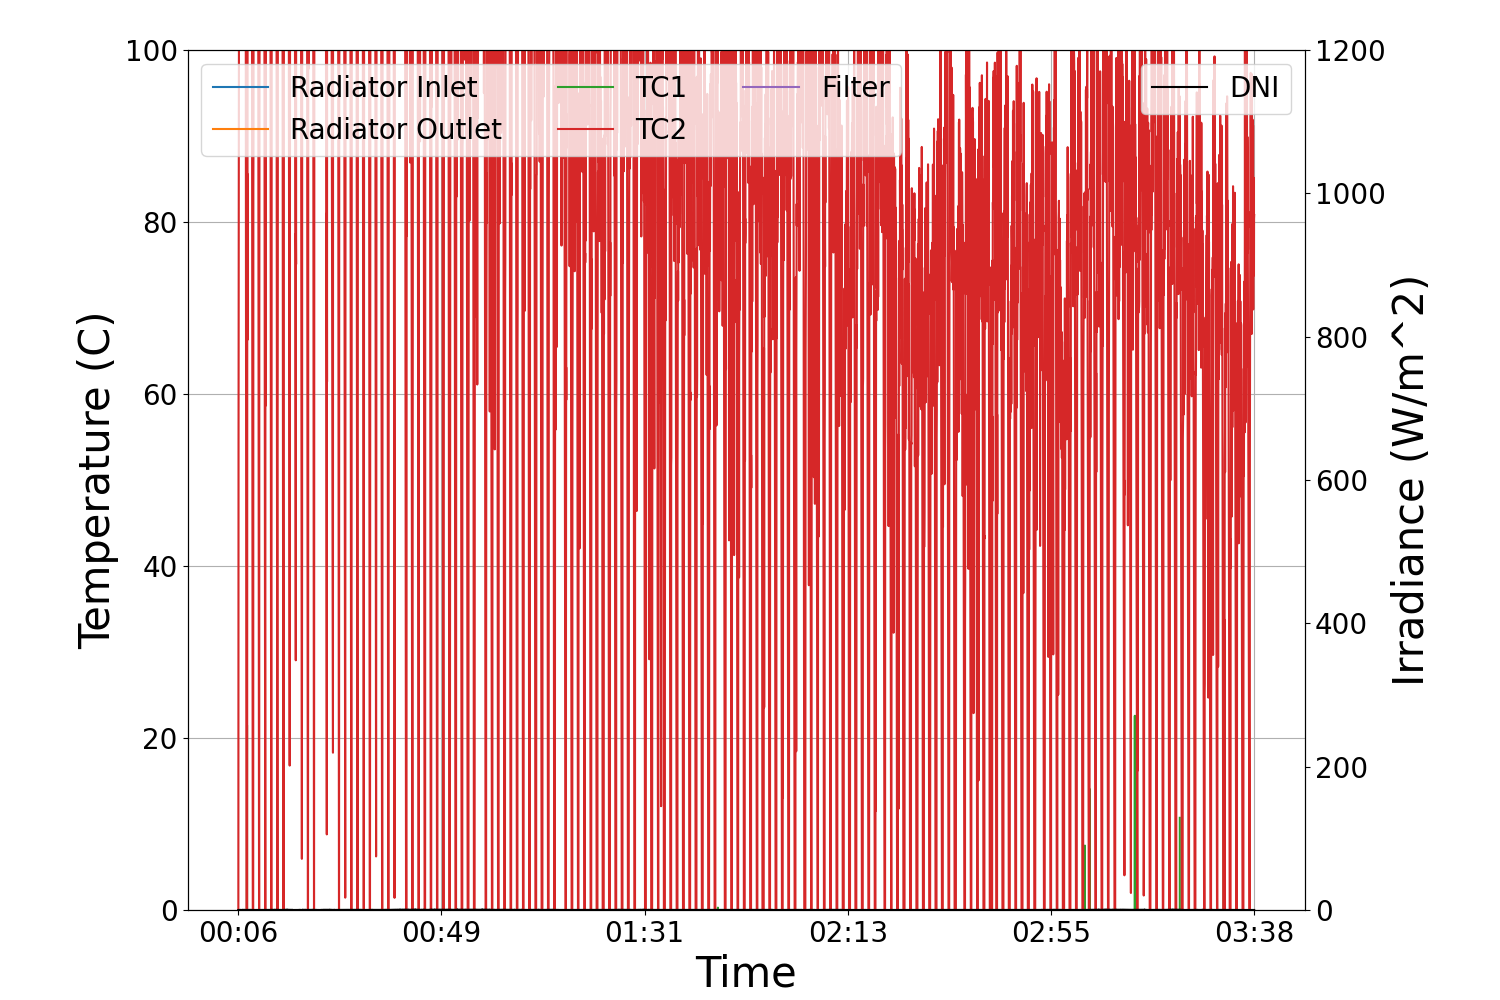 100
80
60
40
20
0
Temperature (C)
Radiator Inlet
Radiator Outlet
TC1
TC2
Filter
DNI
1200
1000
800
600
400
200
0
Irradiance (W/m^2)
00:06
00:49
01:31
02:13
02:55
03:38
Time